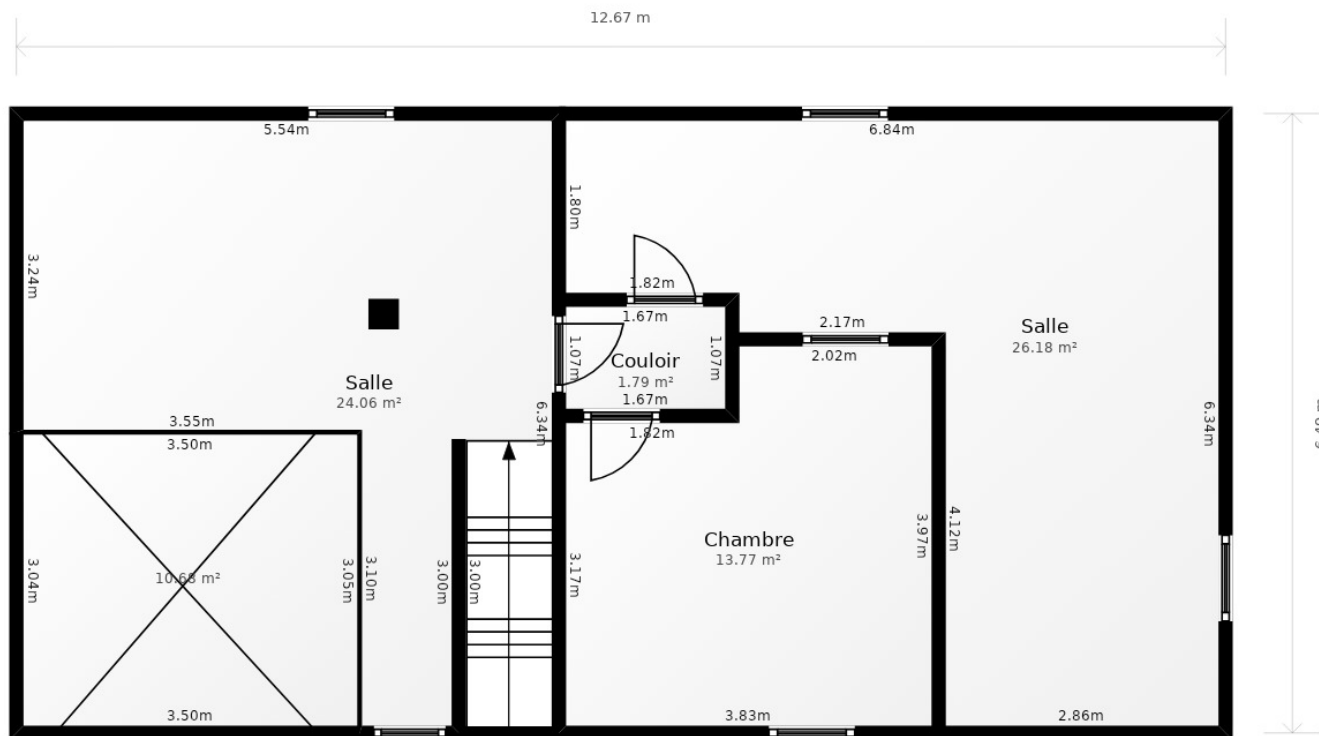 12.67 m
5.54m
6.84m
1.80m
3.24m
1.82m
1.67m
2.17m
Salle
26.18 m²
1.07m
1.07m
2.02m
Couloir
1.79 m²
Salle
24.06 m²
1.67m
3.55m
6.34m
6.34m
3.50m
1.82m
Chambre
13.77 m²
3.97m
4.12m
3.04m
10.68 m²
3.05m
3.10m
3.00m
3.00m
3.17m
3.50m
3.83m
2.86m